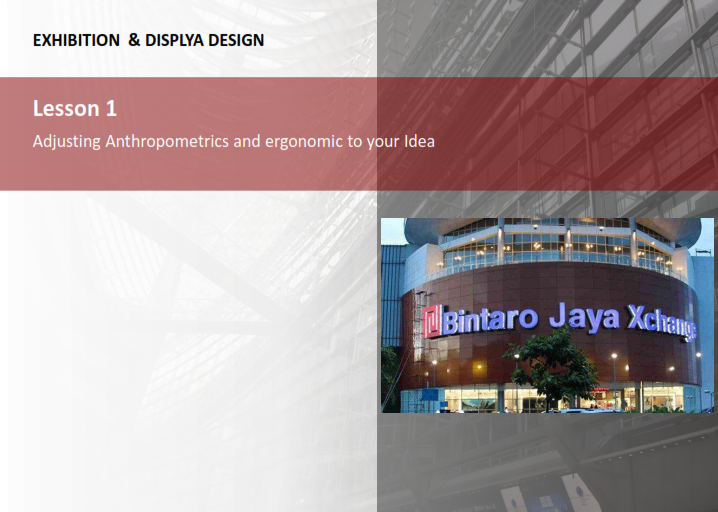 EXHIBITION & DISPLYA DESIGN
Lesson 1
Adjusting Anthropometrics and ergonomic to your Idea
Bintaro Jaya Xchange